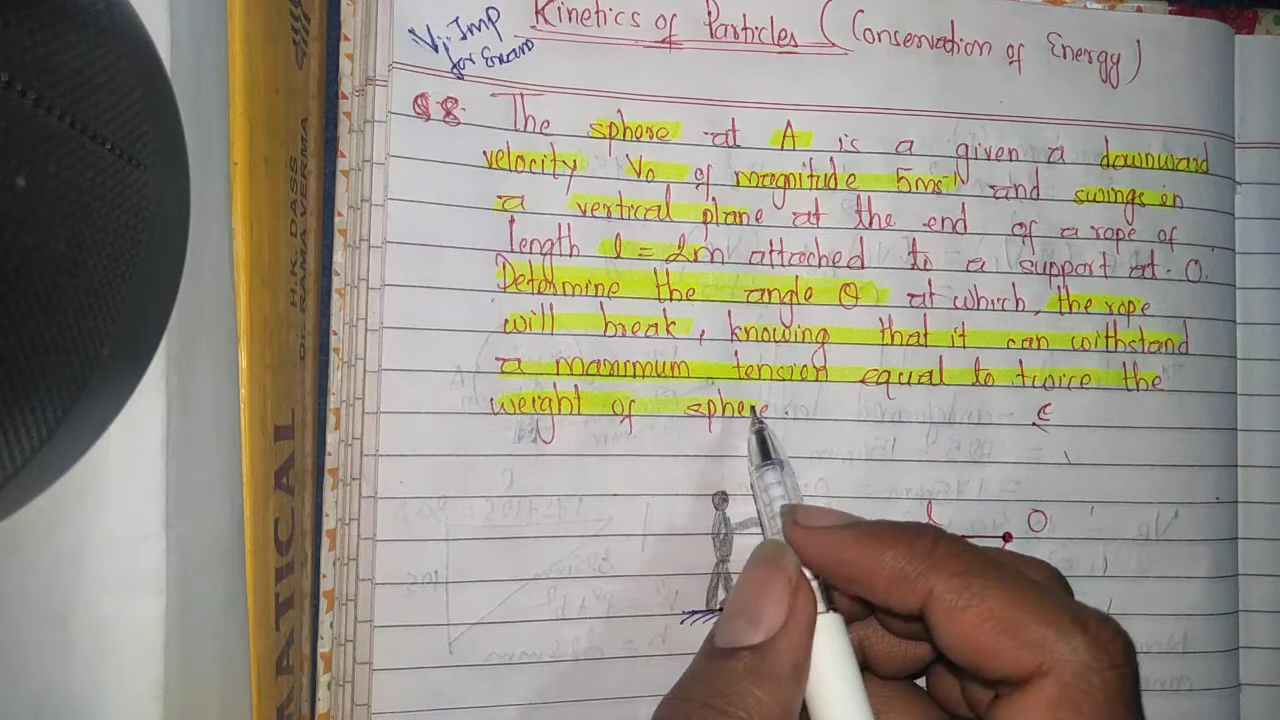 V. Imp
for Exam
Kinetics of Particles (Conservation of Energy)
Q8. The sphere at A is a given a downward
velocity V0 of magnitude 5ms-1 and swings in
a vertical plane at the end of a rope of
length l = 2m attached to a support at O.
Determine the angle θ at which, the rope
will break, knowing that it can withstand
a maximum tension equal to twice the
weight of sphere.
l O
H.K. DASS
Dr. RAMA VERMA
MATICAL